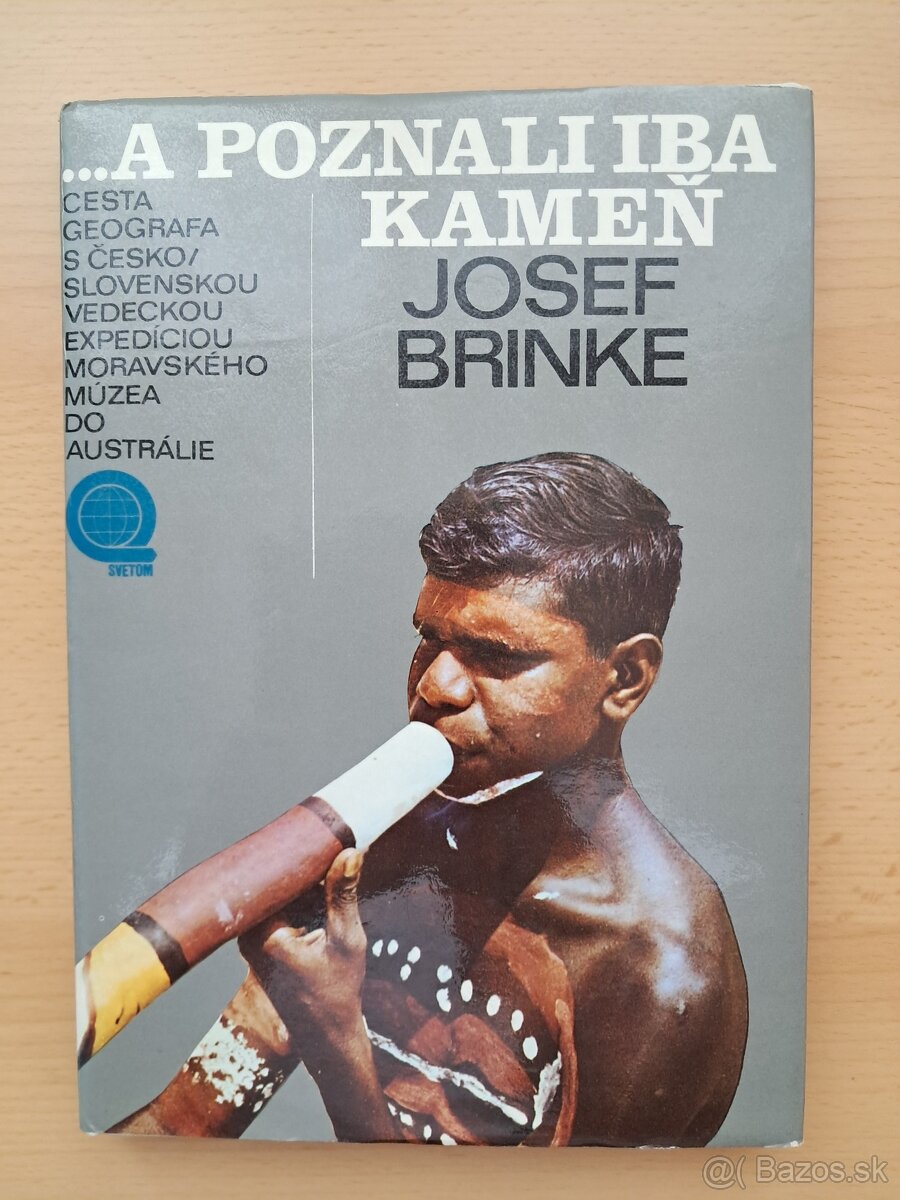 ...A POZNALI IBA
KAMEŇ
CESTA
GEOGRAFA
S ČESKO/
SLOVENSKOU
VEDECKOU
EXPEDÍCIOU
MORAVSKÉHO
MÚZEA
DO
AUSTRÁLIE
JOSEF
BRINKE
SVETOM
@( Bazos.sk